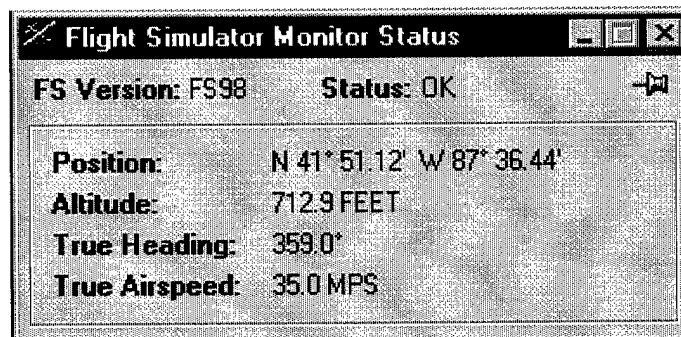 Flight Simulator Monitor Status
FS Version: FS98 Status: OK
Position: N 41° 51.12' W 87° 36.44'
Altitude: 712.9 FEET
True Heading: 359.0°
True Airspeed: 35.0 MPS